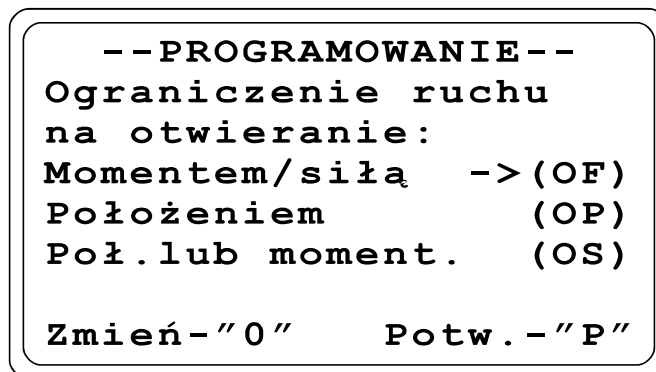 --PROGRAMOWANIE--
Ograniczenie ruchu
na otwieranie:
Momentem/siłą ->(OF)
Położeniem (OP)
Poł.lub moment. (OS)
Zmień-"0" Potw.-"P"